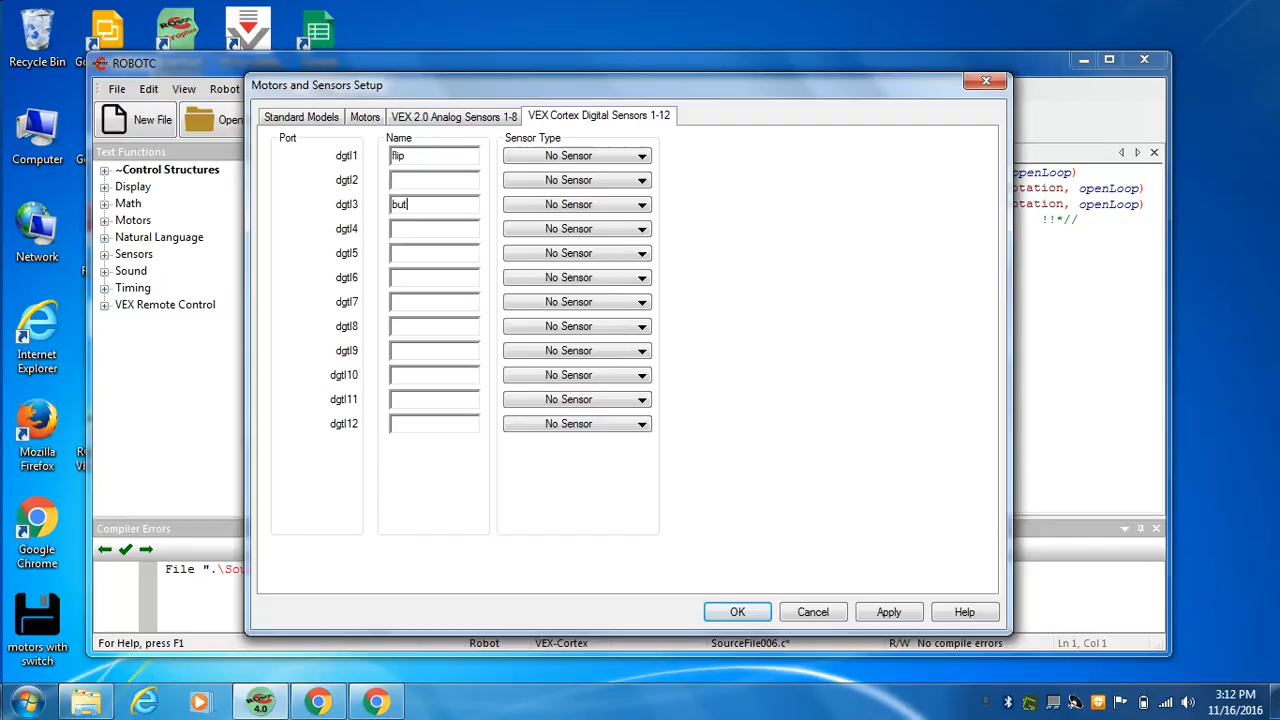 Recycle Bin
ROBOTC
Motors and Sensors Setup
File Edit View Robot
Standard Models Motors VEX 2.0 Analog Sensors 1-8 VEX Cortex Digital Sensors 1-12
New File Open
Port Name Sensor Type
Computer
Text Functions
dgtl1 flip No Sensor
~Control Structures
dgtl2 No Sensor
Display
Math
dgtl3 but No Sensor
Motors
dgtl4 No Sensor
Natural Language
dgtl5 No Sensor
Sensors
Network
Sound
dgtl6 No Sensor
Timing
dgtl7 No Sensor
VEX Remote Control
dgtl8 No Sensor
Internet
Explorer
dgtl9 No Sensor
dgtl10 No Sensor
dgtl11 No Sensor
dgtl12 No Sensor
oopenLoop)
otation, openLoop)
otation, openLoop)
!!*//
Mozilla
Firefox
Compiler Errors
Google
Chrome
File ".\Sou
OK Cancel Apply Help
motors with
switch
For Help, press F1 Robot VEX-Cortex SourceFile006.c* R/W No compile errors Ln 1, Col 1
4.0
3:12 PM
11/16/2016